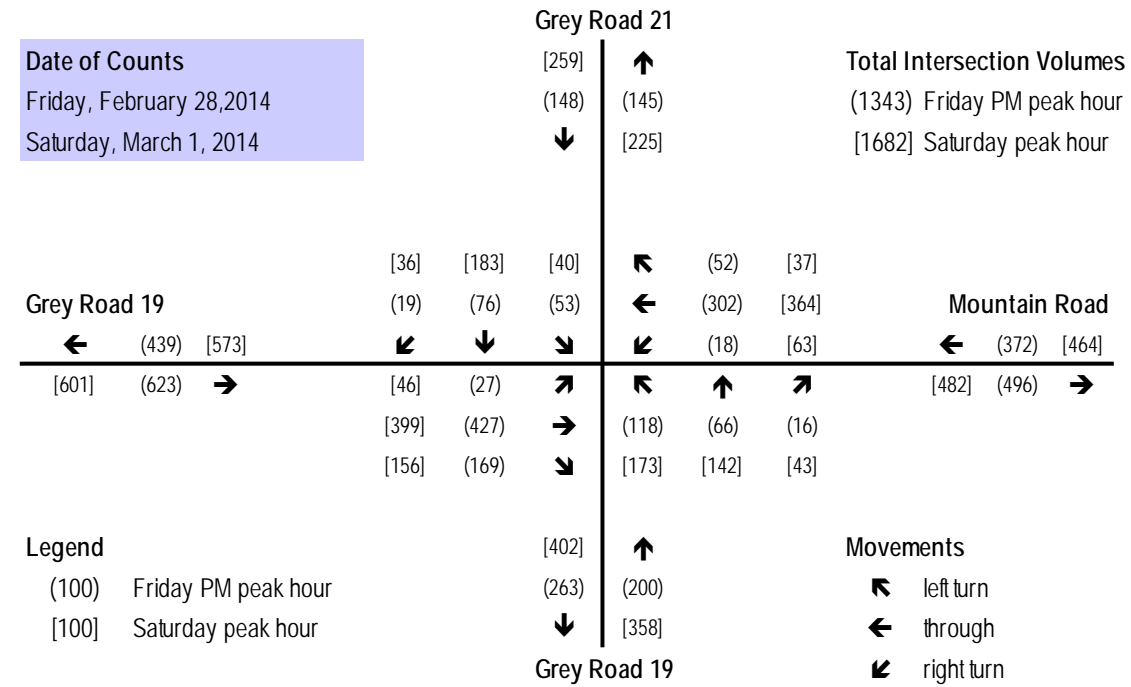 Grey Road 21
Date of Counts [259] Total Intersection Volumes
Friday, February 28,2014 (148) (145) (1343) Friday PM peak hour
Saturday, March 1, 2014 [225] [1682] Saturday peak hour
[36] [183] [40] (52) [37]
Grey Road 19 (19) (76) (53) (302) [364] Mountain Road
(439) [573] (18) [63] (372) [464]
[601] (623) [46] (27) [482] (496)
[399] (427) (118) (66) (16)
[156] (169) [173] [142] [43]
Legend [402] Movements
(100) Friday PM peak hour (263) (200) left turn
[100] Saturday peak hour [358] through
Grey Road 19 right turn